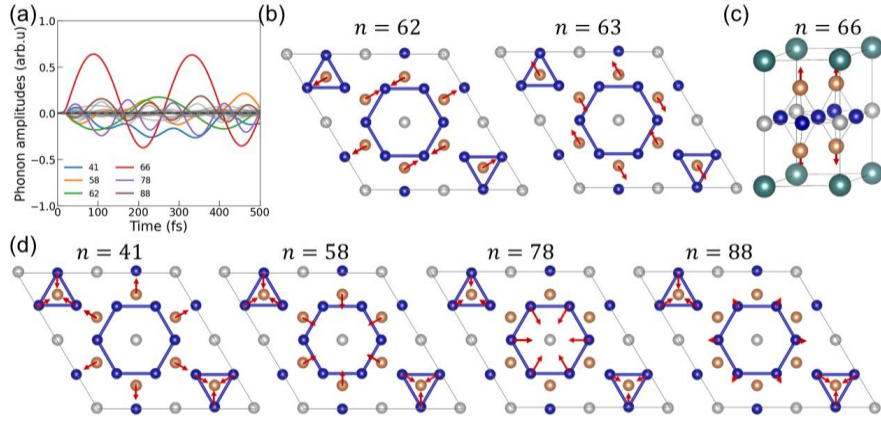 (a)
Phonon amplitudes (arb.u)
1.0
0.5
0.0
−0.5
−1.0
41
58
62
66
78
88
0
100
200
300
400
500
Time (fs)
(b)
n = 62
n = 63
(c)
n = 66
(d)
n = 41
n = 58
n = 78
n = 88